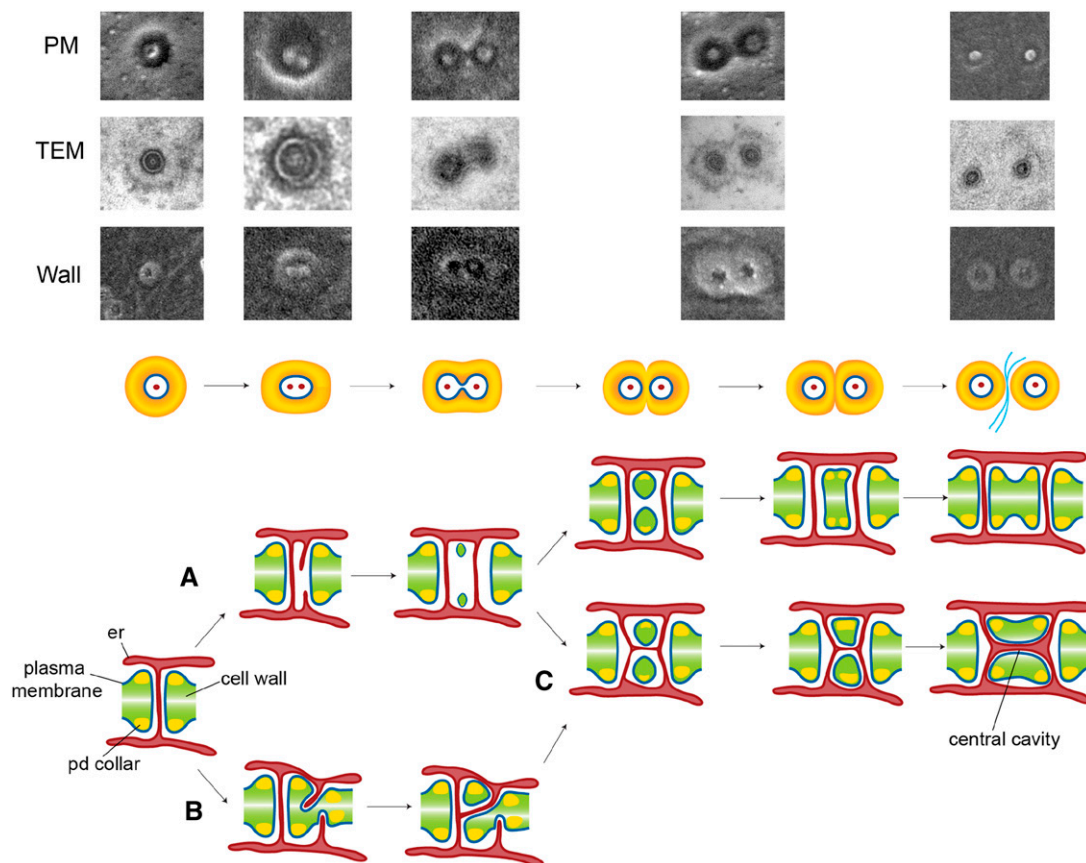 PM
TEM
Wall
A
er
plasma
membrane
cell wall
C
pd collar
central cavity
B